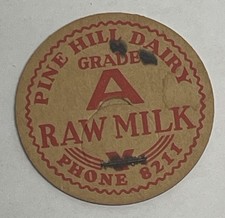 PINE HILL DAIRY
GRADE
A
RAW MILK
PHONE 8211